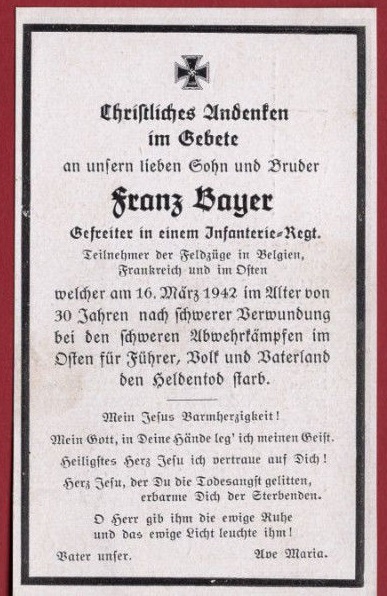 Christliches Andenken
im Gebete
an unsern lieben Sohn und Bruder
Franz Bayer
Gefreiter in einem Infanterie-Regt.
Teilnehmer der Feldzüge in Belgien,
Frankreich und im Osten
welcher am 16. März 1942 im Alter von
30 Jahren nach schwerer Verwundung
bei den schweren Abwehrkämpfen im
Osten für Führer, Volk und Vaterland
den Heldentod starb.
Mein Jesus Barmherzigkeit!
Mein Gott, in Deine Hände leg' ich meinen Geist.
Heiligstes Herz Jesu ich vertraue auf Dich!
Herz Jesu, der Du die Todesangst gelitten,
erbarme Dich der Sterbenden.
O Herr gib ihm die ewige Ruhe
und das ewige Licht leuchte ihm!
Vater unser. Ave Maria.